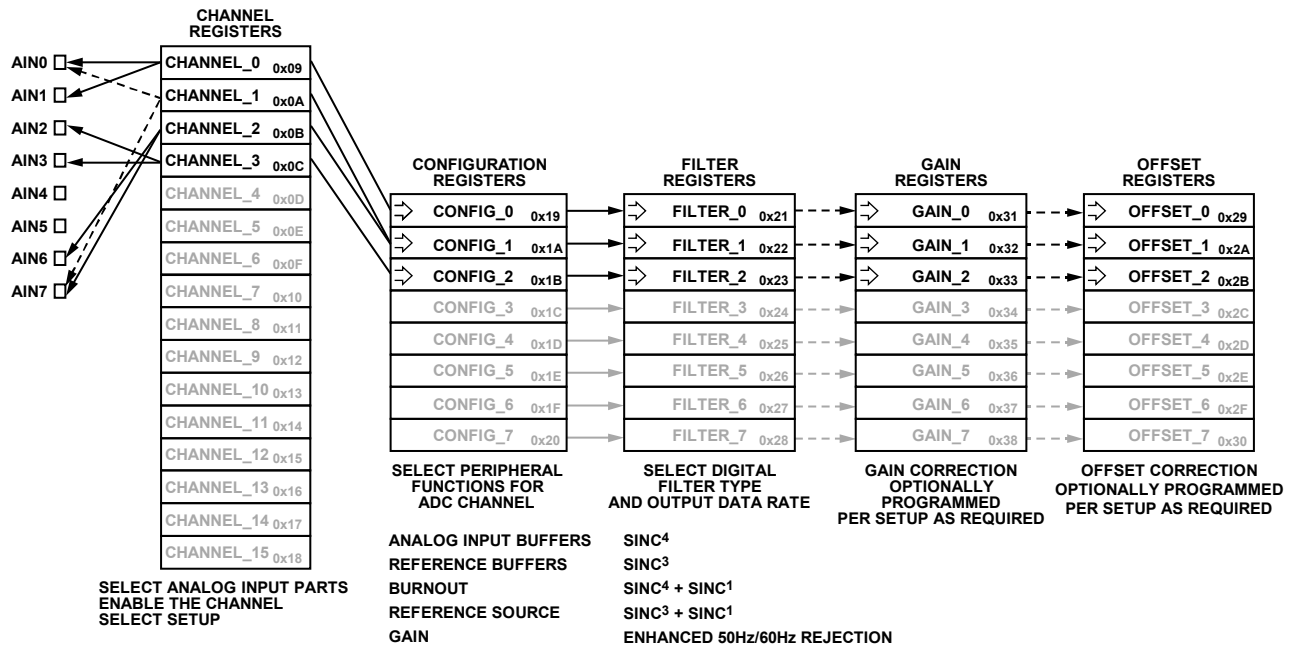 CHANNEL
REGISTERS
AIN0
AIN1
AIN2
AIN3
AIN4
AIN5
AIN6
AIN7
CHANNEL_0 0x09
CHANNEL_1 0x0A
CHANNEL_2 0x0B
CHANNEL_3 0x0C
CHANNEL_4 0x0D
CHANNEL_5 0x0E
CHANNEL_6 0x0F
CHANNEL_7 0x10
CHANNEL_8 0x11
CHANNEL_9 0x12
CHANNEL_10 0x13
CHANNEL_11 0x14
CHANNEL_12 0x15
CHANNEL_13 0x16
CHANNEL_14 0x17
CHANNEL_15 0x18
SELECT ANALOG INPUT PARTS
ENABLE THE CHANNEL
SELECT SETUP
CONFIGURATION
REGISTERS
CONFIG_0 0x19
CONFIG_1 0x1A
CONFIG_2 0x1B
CONFIG_3 0x1C
CONFIG_4 0x1D
CONFIG_5 0x1E
CONFIG_6 0x1F
CONFIG_7 0x20
SELECT PERIPHERAL
FUNCTIONS FOR
ADC CHANNEL
ANALOG INPUT BUFFERS
REFERENCE BUFFERS
BURNOUT
REFERENCE SOURCE
GAIN
FILTER
REGISTERS
FILTER_0 0x21
FILTER_1 0x22
FILTER_2 0x23
FILTER_3 0x24
FILTER_4 0x25
FILTER_5 0x26
FILTER_6 0x27
FILTER_7 0x28
SELECT DIGITAL
FILTER TYPE
AND OUTPUT DATA RATE
SINC4
SINC3
SINC4 + SINC1
SINC3 + SINC1
ENHANCED 50Hz/60Hz REJECTION
GAIN
REGISTERS
GAIN_0 0x31
GAIN_1 0x32
GAIN_2 0x33
GAIN_3 0x34
GAIN_4 0x35
GAIN_5 0x36
GAIN_6 0x37
GAIN_7 0x38
GAIN CORRECTION
OPTIONALLY
PROGRAMMED
PER SETUP AS REQUIRED
OFFSET
REGISTERS
OFFSET_0 0x29
OFFSET_1 0x2A
OFFSET_2 0x2B
OFFSET_3 0x2C
OFFSET_4 0x2D
OFFSET_5 0x2E
OFFSET_6 0x2F
OFFSET_7 0x30
OFFSET CORRECTION
OPTIONALLY PROGRAMMED
PER SETUP AS REQUIRED